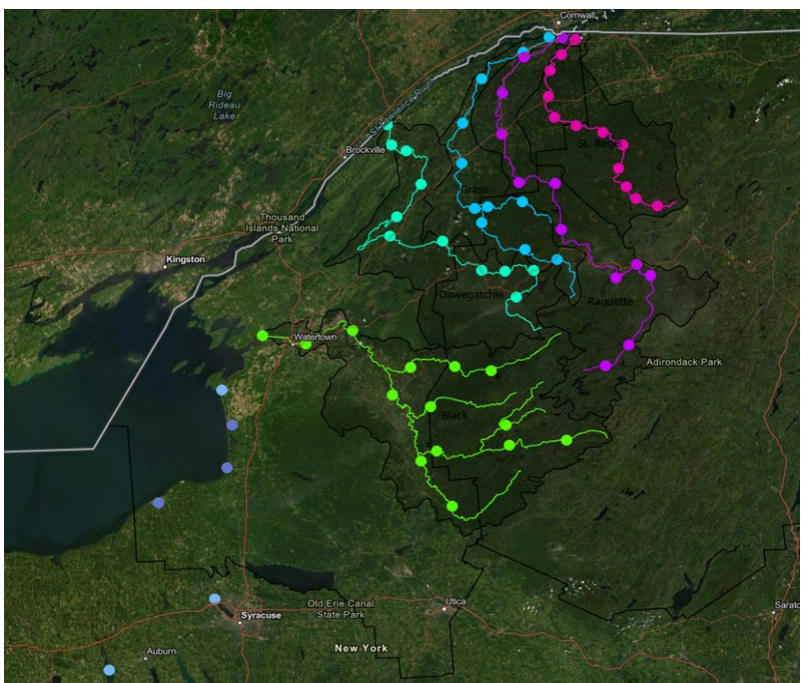 Cornwall
Big
Rideau
Lake
St Lawrence River
Brockville
St. Regis
Grass
Thousand
Islands National
Park
Kingston
Oswegatchie
Raquette
Watertown
Adirondack Park
Black
Old Erie Canal
State Park
Utica
Syracuse
Auburn
New York